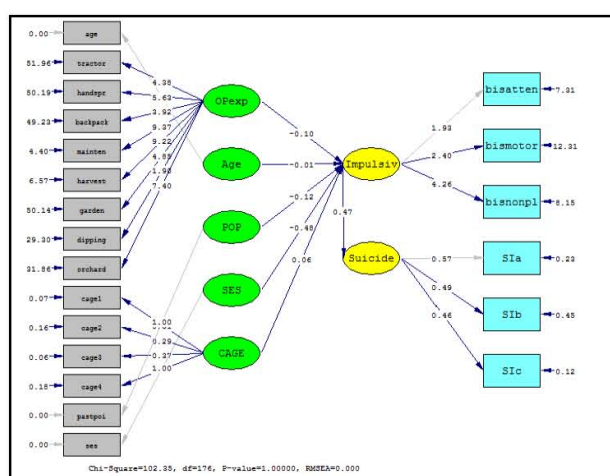 0.00 age
51.96 tractor
50.19 handspr
49.23 backpack
4.40 mainten
6.57 harvest
50.14 garden
29.30 dipping
31.86 orchard
0.07 cage1
0.16 cage2
0.06 cage3
0.18 cage4
0.00 pastpoi
0.00 ses
4.38
5.63
3.92
9.37
9.22
4.88
1.90
7.40
1.00
0.29
0.37
1.00
OPexp
Age
POP
SES
CAGE
-0.10
-0.01
-0.12
-0.48
0.06
Impulsiv
0.47
Suicide
1.93
2.40
4.26
0.57
0.49
0.46
bisatten 7.31
bismotor 12.31
bisnonpl 8.15
SIa 0.23
SIb 0.45
SIc 0.12
Chi-Square=102.35, df=176, P-value=1.00000, RMSEA=0.000